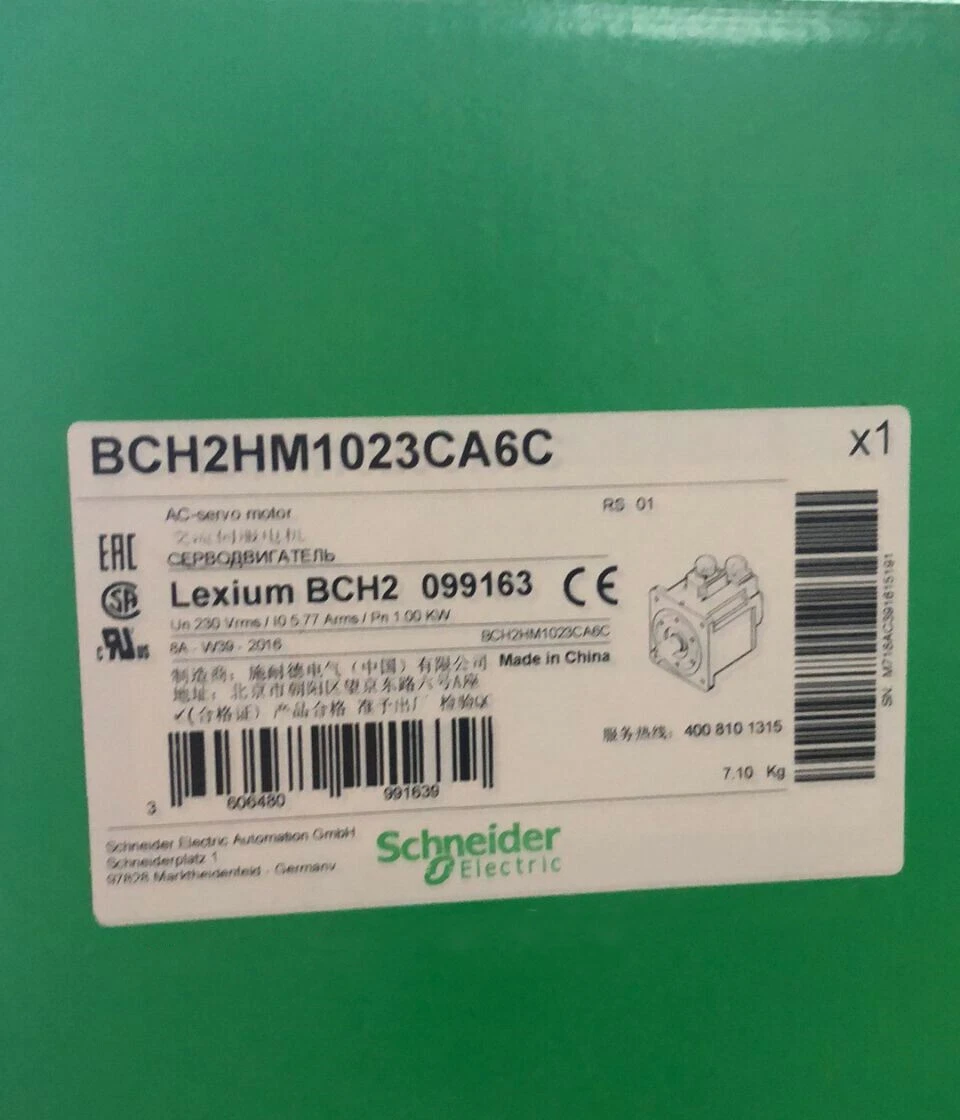 BCH2HM1023CA6C
x1
AC-servo motor
RS 01
交流伺服电机
СЕРВОДВИГАТЕЛЬ
EAC
Lexium BCH2 099163
CE
Un 230 Vrms / I0 5.77 Arms / Pn 1.00 KW
8A - W39 - 2016
BCH2HM1023CA6C
制造商：施耐德电气（中国）有限公司
Made in China
地址：北京市朝阳区望京东路六号A座
✓(合格证) 产品合格 准予出厂 检验QC
服务热线：400 810 1315
7.10 Kg
3 606480 991639
SN: M718AC391615191
Schneider Electric Automation GmbH
Schneiderplatz 1
97828 Marktheidenfeld - Germany
Schneider
Electric